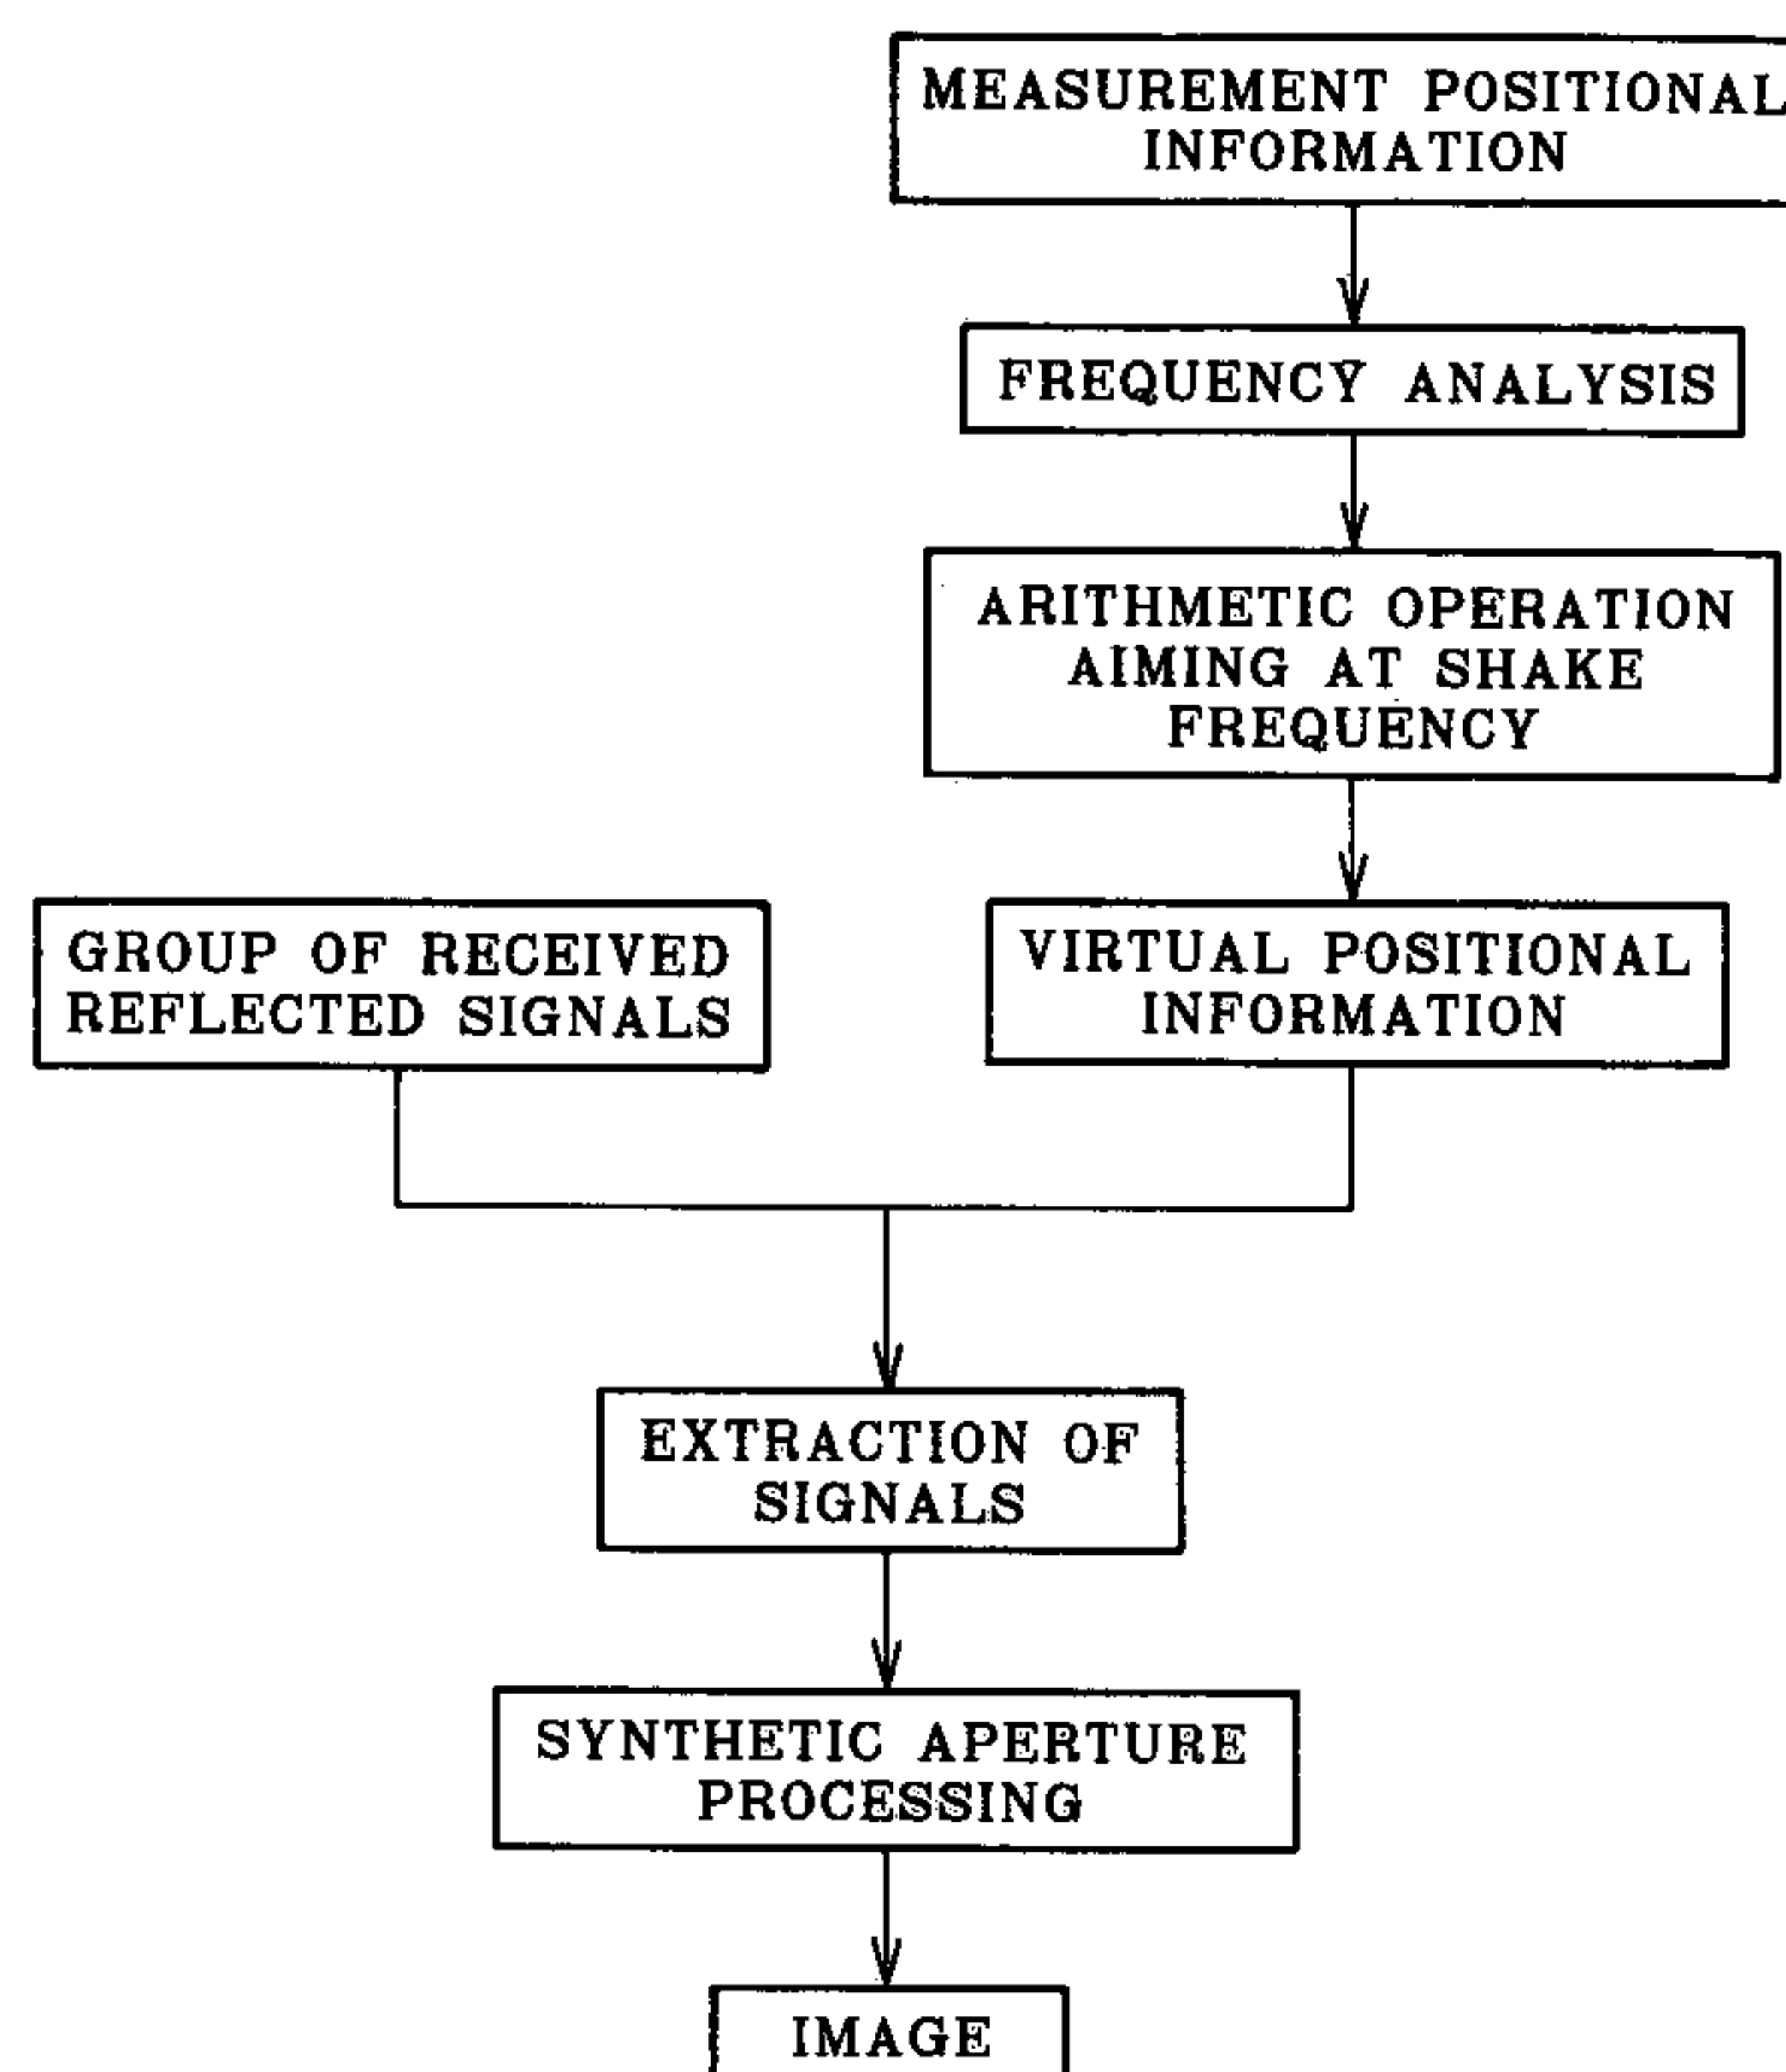 MEASUREMENT POSITIONAL
INFORMATION
FREQUENCY ANALYSIS
ARITHMETIC OPERATION
AIMING AT SHAKE
FREQUENCY
GROUP OF RECEIVED
REFLECTED SIGNALS
VIRTUAL POSITIONAL
INFORMATION
EXTRACTION OF
SIGNALS
SYNTHETIC APERTURE
PROCESSING
IMAGE